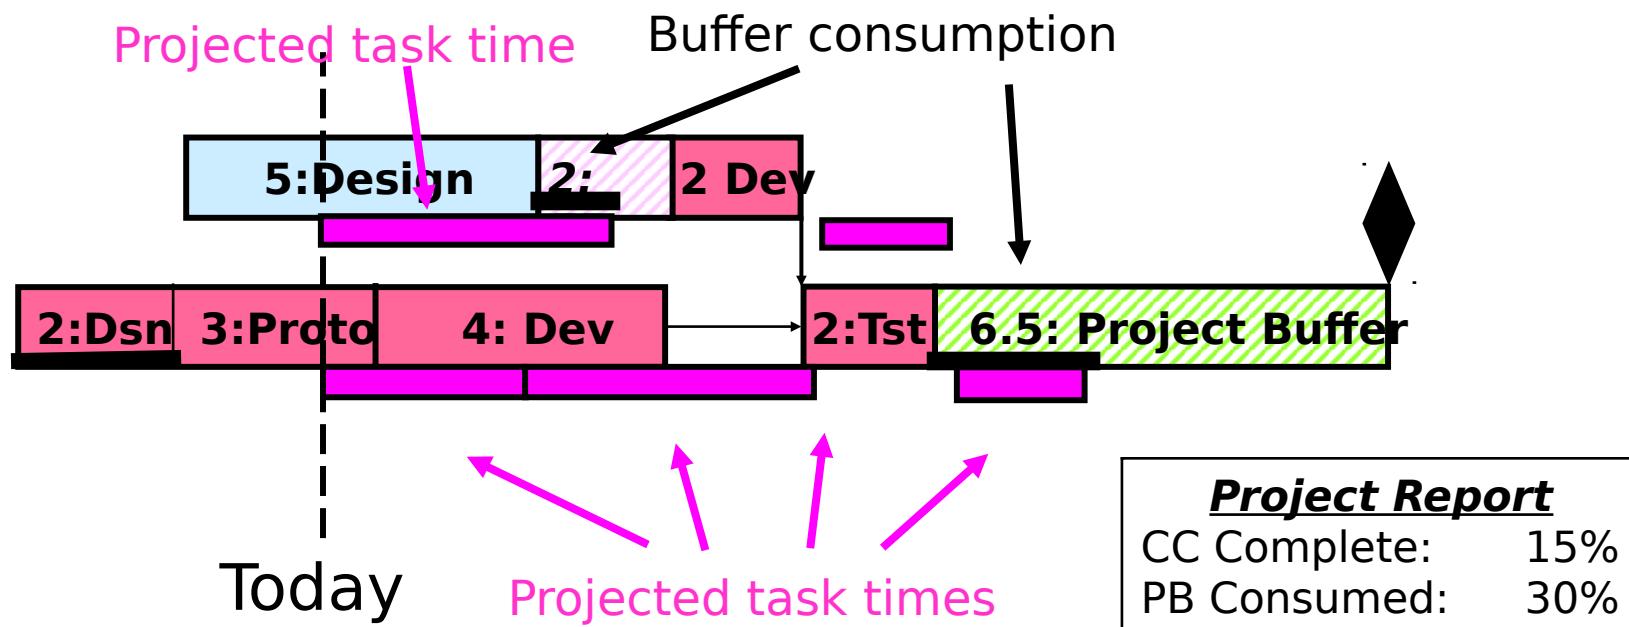 Projected task time
Buffer consumption
5:Design
2:
2 Dev
2:Dsn
3:Proto
4: Dev
2:Tst
6.5: Project Buffer
Today
Projected task times
Project Report
CC Complete: 15%
PB Consumed: 30%